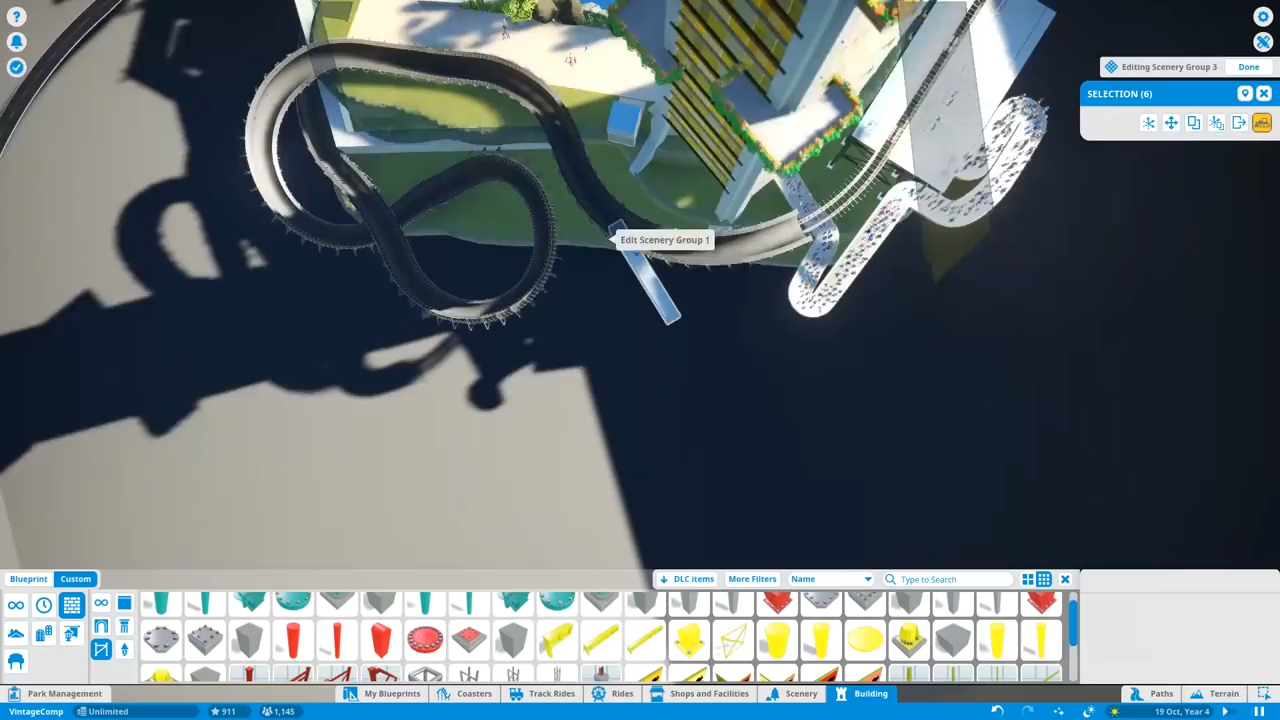 Editing Scenery Group 3 Done
SELECTION (6)
Edit Scenery Group 1
Blueprint Custom
DLC items More Filters Name Type to Search
Park Management My Blueprints Coasters Track Rides Rides Shops and Facilities Scenery Building Paths Terrain
VintageComp Unlimited 911 1,145 19 Oct, Year 4